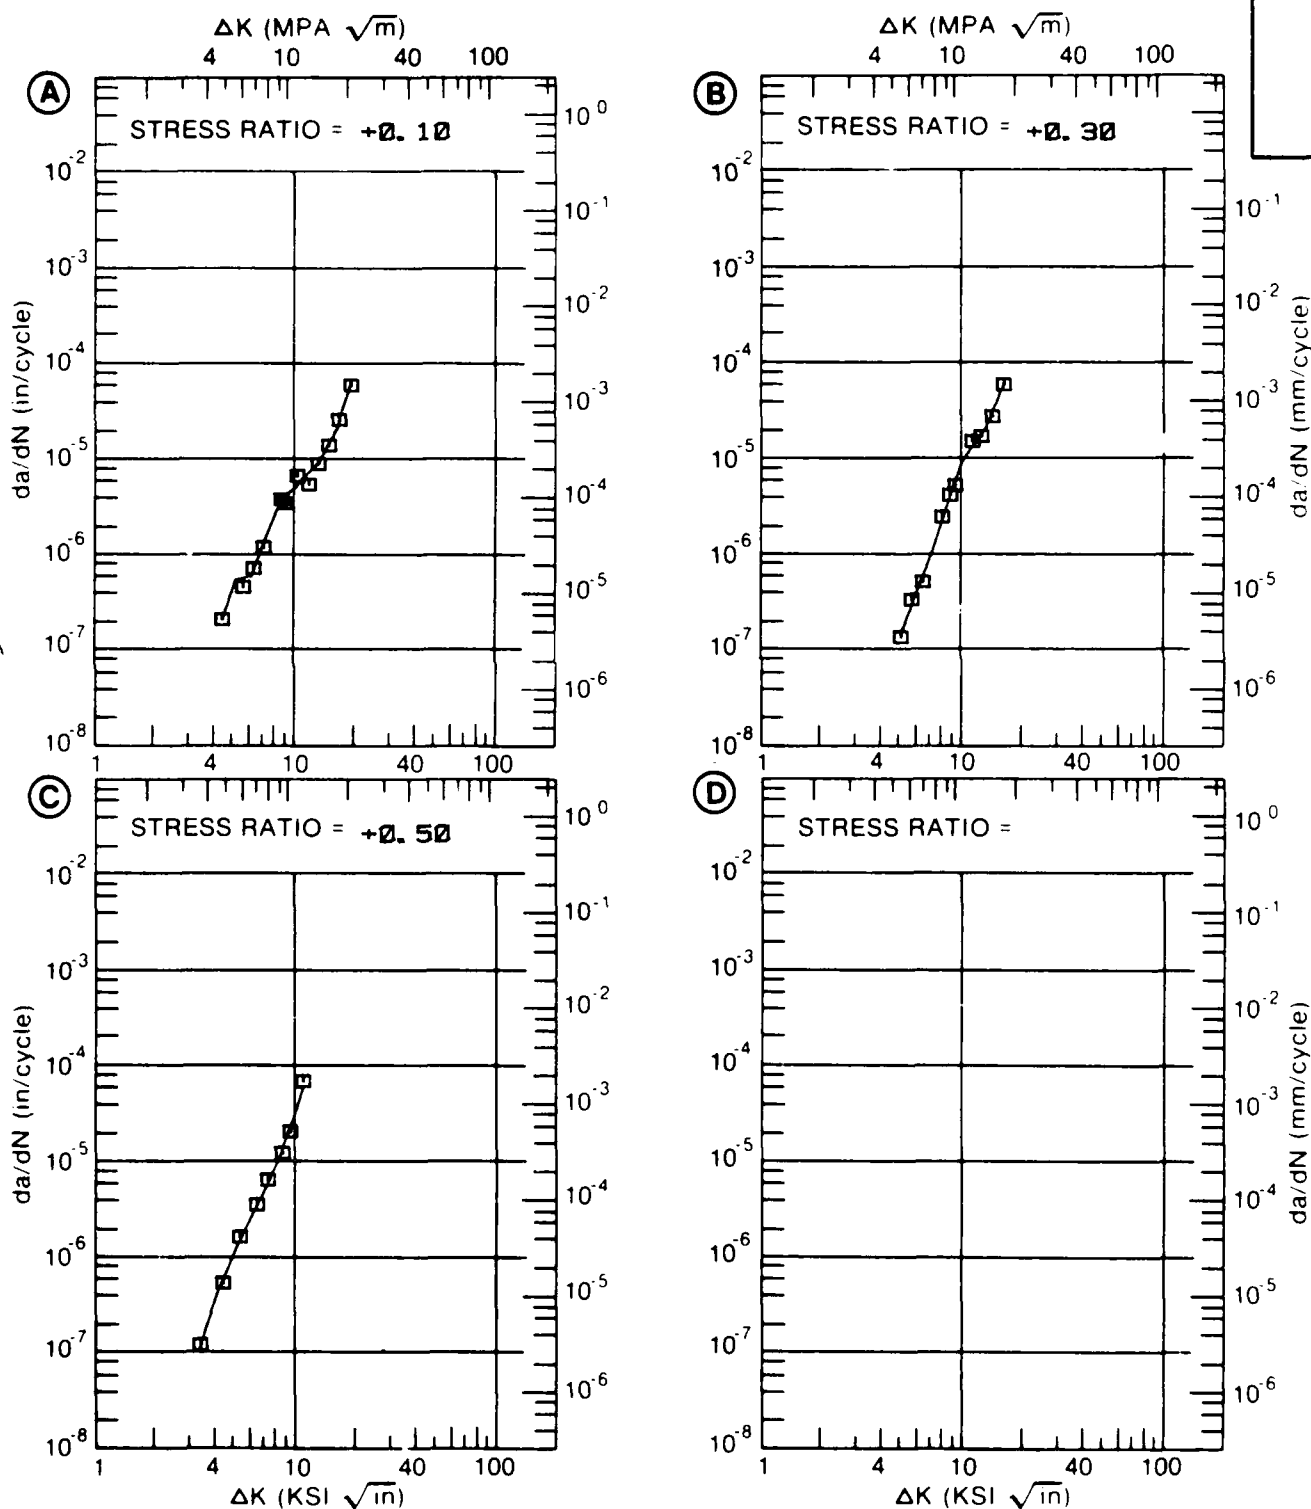 ΔK (MPA √m) ΔK (MPA √m)
4 10 40 100 4 10 40 100
A B
STRESS RATIO = +0.10 STRESS RATIO = +0.30
10^0
10^-2 10^-2
10^-1 10^-1
10^-3 10^-3
10^-2 10^-2
10^-4 10^-4
10^-3 10^-3
10^-5 10^-5
10^-4 10^-4
10^-6 10^-6
10^-5 10^-5
10^-7 10^-7
10^-6 10^-6
10^-8 10^-8
da/dN (in/cycle) da/dN (mm/cycle)
1 4 10 40 100 1 4 10 40 100
C D
STRESS RATIO = +0.50 STRESS RATIO =
10^0 10^0
10^-2 10^-2
10^-1 10^-1
10^-3 10^-3
10^-2 10^-2
10^-4 10^-4
10^-3 10^-3
10^-5 10^-5
10^-4 10^-4
10^-6 10^-6
10^-5 10^-5
10^-7 10^-7
10^-6 10^-6
10^-8 10^-8
da/dN (in/cycle) da/dN (mm/cycle)
1 4 10 40 100 1 4 10 40 100
ΔK (KSI √in) ΔK (KSI √in)